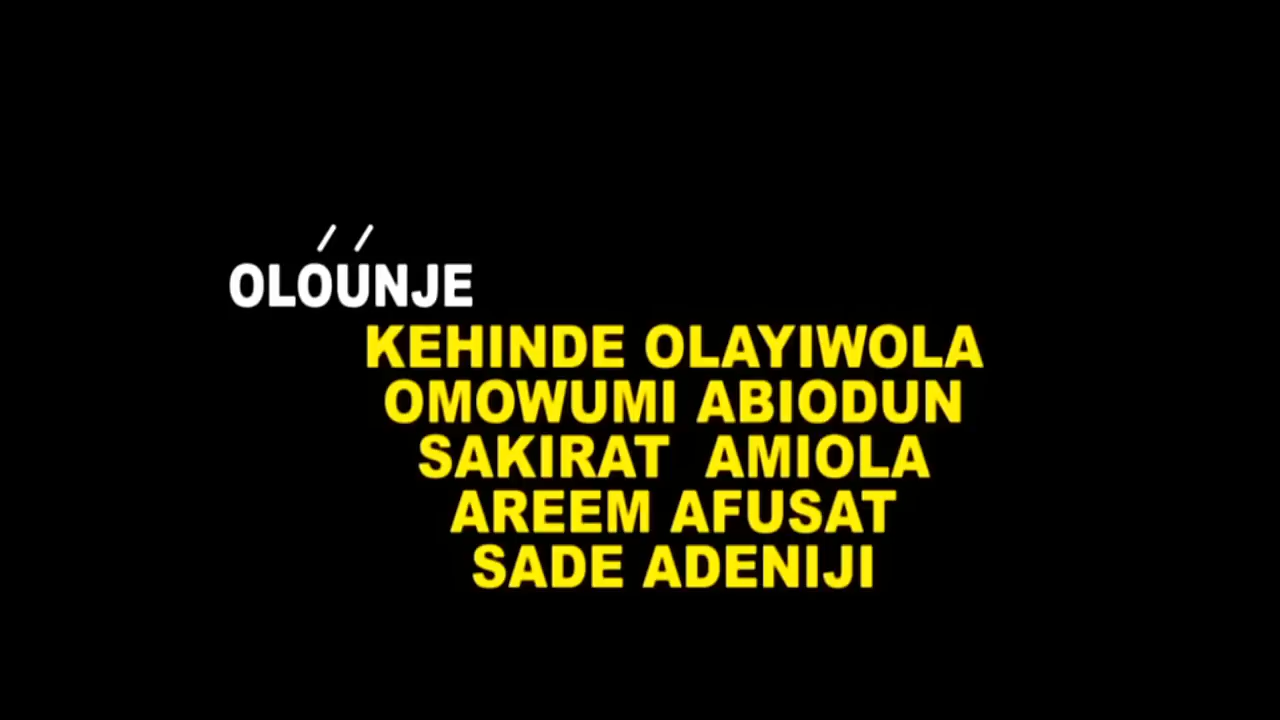 OLÓÚNJE
KEHINDE OLAYIWOLA
OMOWUMI ABIODUN
SAKIRAT AMIOLA
AREEM AFUSAT
SADE ADENIJI